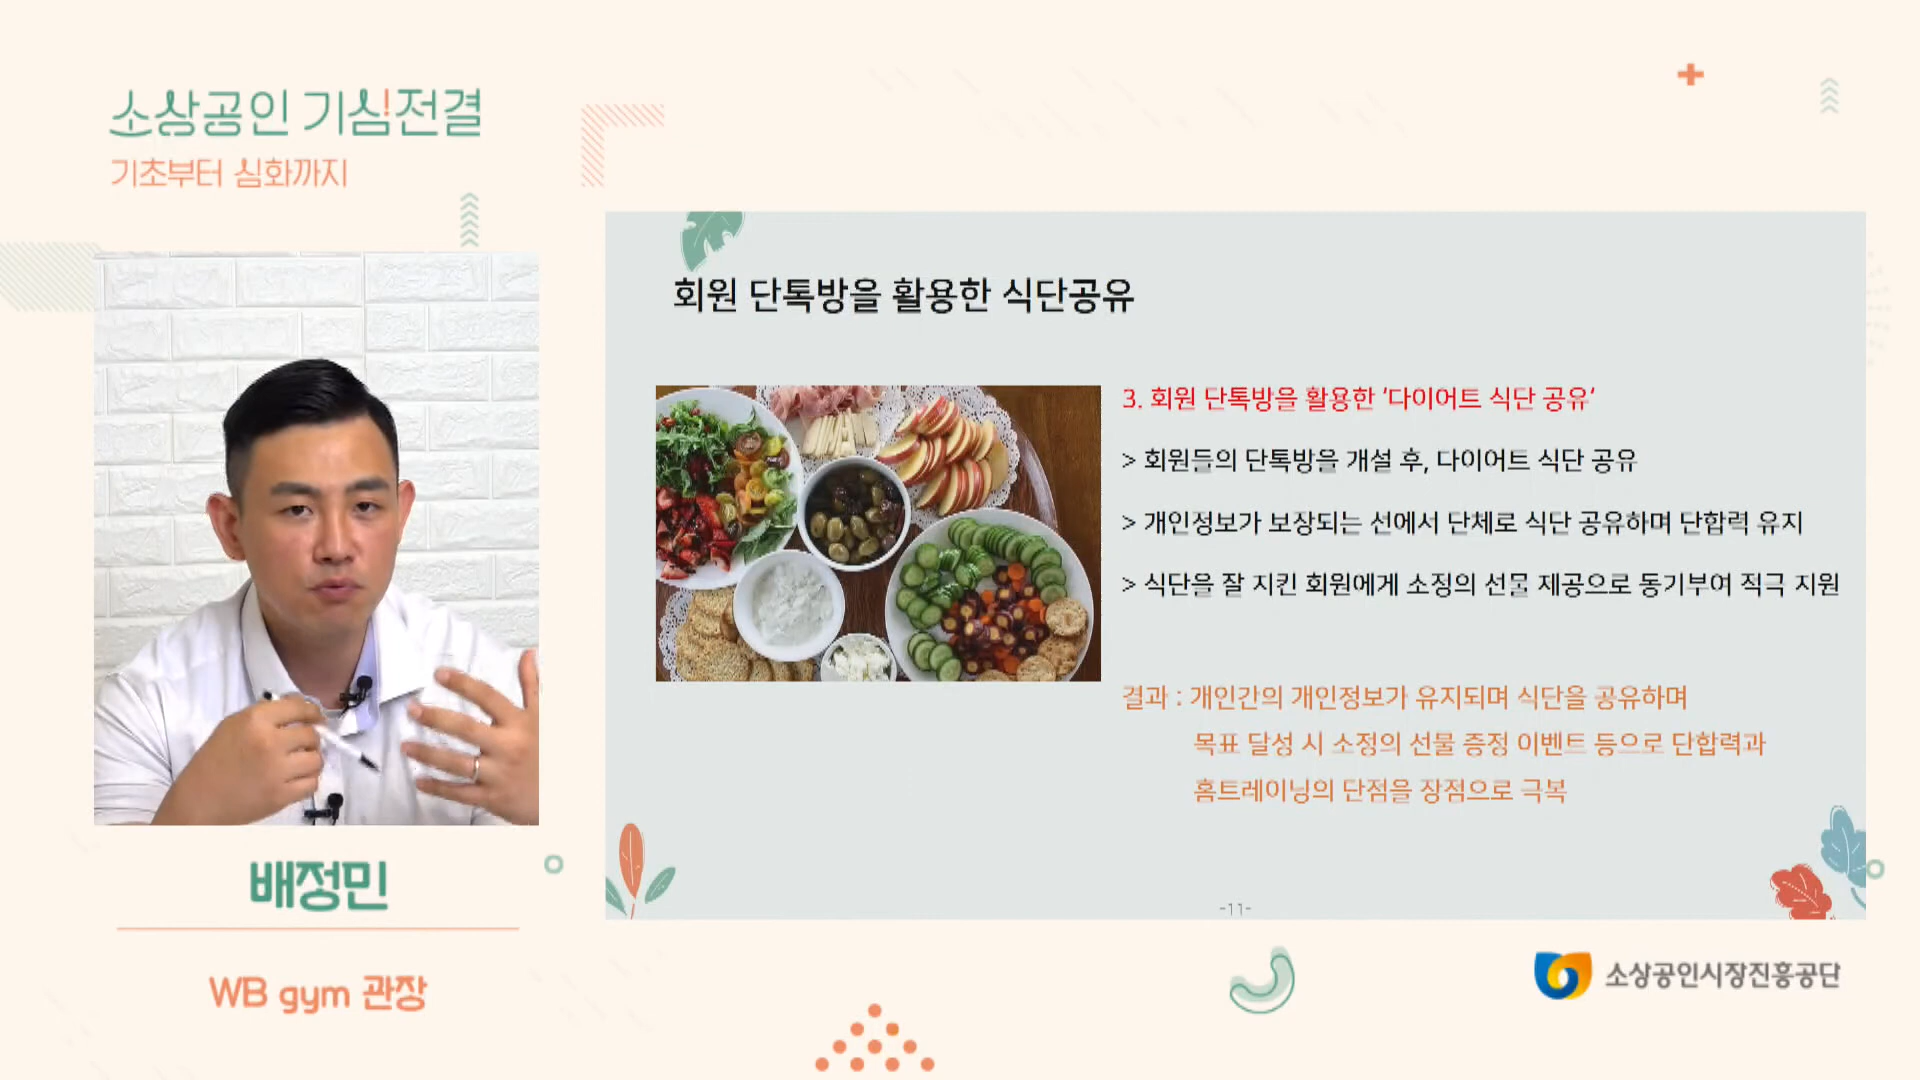 소상공인 기심전결
기초부터 심화까지
회원 단톡방을 활용한 식단공유
3. 회원 단톡방을 활용한 '다이어트 식단 공유'
> 회원들의 단톡방을 개설 후, 다이어트 식단 공유
> 개인정보가 보장되는 선에서 단체로 식단 공유하며 단합력 유지
> 식단을 잘 지킨 회원에게 소정의 선물 제공으로 동기부여 적극 지원
결과 : 개인간의 개인정보가 유지되며 식단을 공유하며
목표 달성 시 소정의 선물 증정 이벤트 등으로 단합력과
홈트레이닝의 단점을 장점으로 극복
-11-
배정민
WB gym 관장
소상공인시장진흥공단